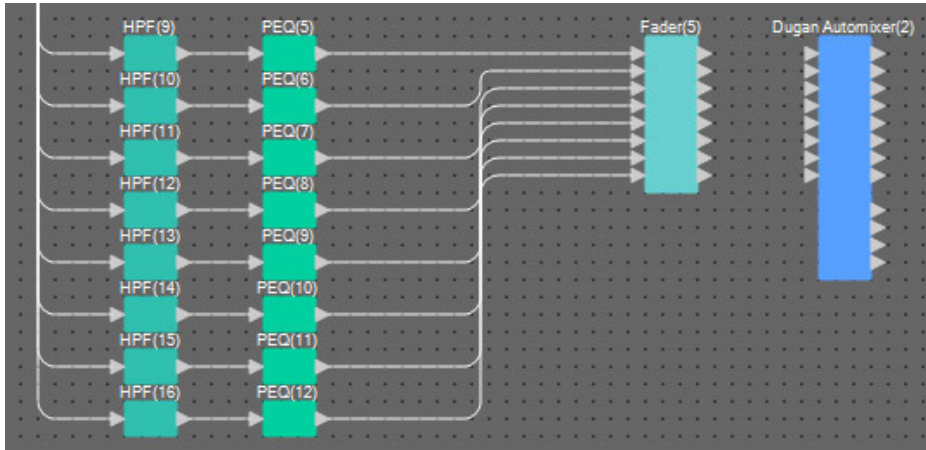 HPF(9) PEQ(5) Fader(5) Dugan Automixer(2)
HPF(10) PEQ(6)
HPF(11) PEQ(7)
HPF(12) PEQ(8)
HPF(13) PEQ(9)
HPF(14) PEQ(10)
HPF(15) PEQ(11)
HPF(16) PEQ(12)